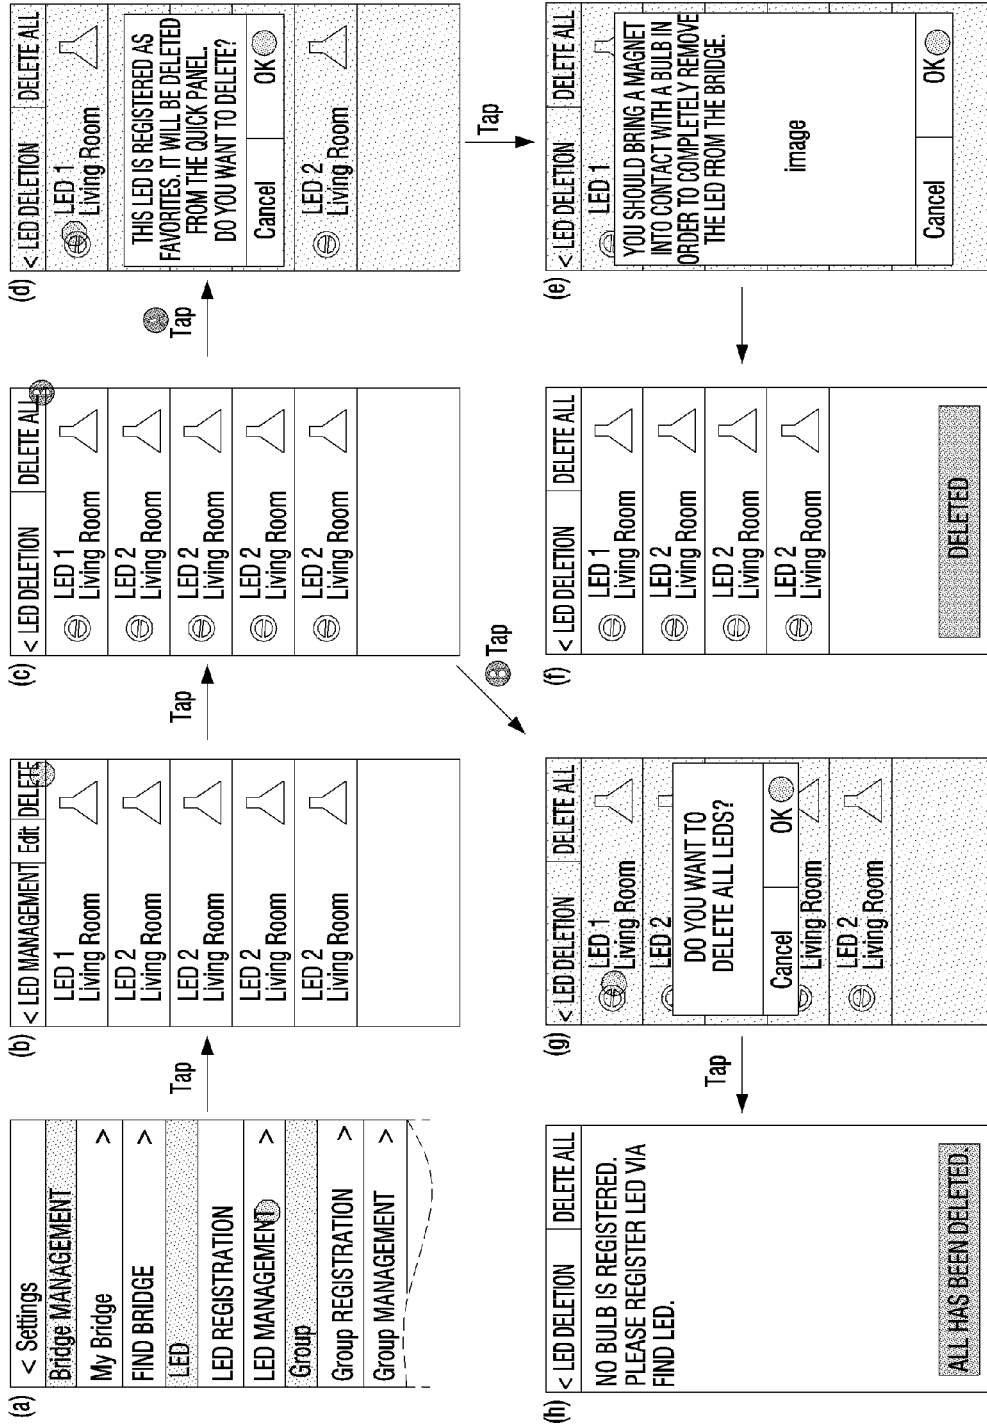 (a)
< Settings
Bridge MANAGEMENT
My Bridge >
FIND BRIDGE >
LED
LED REGISTRATION
LED MANAGEMENT >
Group
Group REGISTRATION >
Group MANAGEMENT >
Tap
(b)
< LED MANAGEMENT Edit DELETE
LED 1
Living Room
LED 2
Living Room
LED 2
Living Room
LED 2
Living Room
LED 2
Living Room
Tap
(c)
< LED DELETION DELETE ALL
B
LED 1
Living Room
LED 2
Living Room
LED 2
Living Room
LED 2
Living Room
LED 2
Living Room
Tap
B Tap
(d)
< LED DELETION DELETE ALL
LED 1
Living Room
THIS LED IS REGISTERED AS
FAVORITES. IT WILL BE DELETED
FROM THE QUICK PANEL.
DO YOU WANT TO DELETE?
Cancel OK
LED 2
Living Room
Tap
(e)
< LED DELETION DELETE ALL
LED 1
YOU SHOULD BRING A MAGNET
INTO CONTACT WITH A BULB IN
ORDER TO COMPLETELY REMOVE
THE LED FROM THE BRIDGE.
image
Cancel OK
(f)
< LED DELETION DELETE ALL
LED 1
Living Room
LED 2
Living Room
LED 2
Living Room
LED 2
Living Room
DELETED
(g)
< LED DELETION DELETE ALL
LED 1
Living Room
LED 2
DO YOU WANT TO
DELETE ALL LEDS?
Cancel OK
Living Room
LED 2
Living Room
Tap
(h)
< LED DELETION DELETE ALL
NO BULB IS REGISTERED.
PLEASE REGISTER LED VIA
FIND LED.
ALL HAS BEEN DELETED.